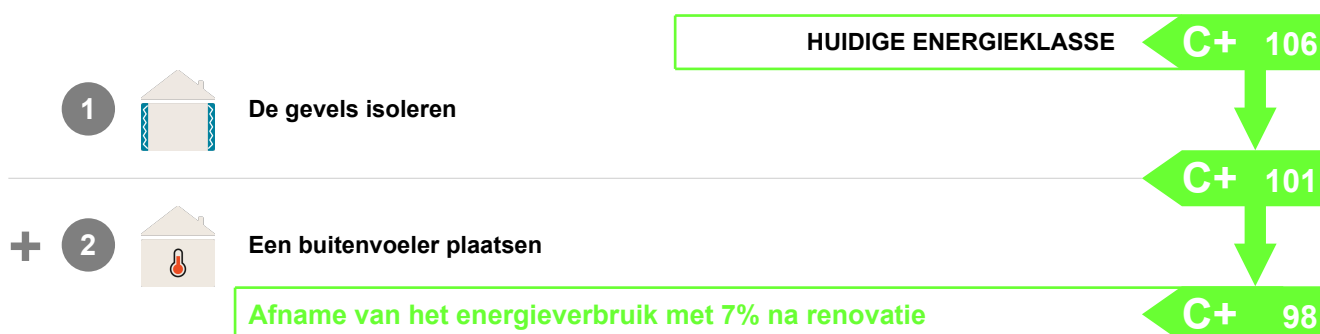 HUIDIGE ENERGIEKLASSE C+ 106
1 De gevels isoleren
C+ 101
+ 2 Een buitenvoeler plaatsen
Afname van het energieverbruik met 7% na renovatie C+ 98